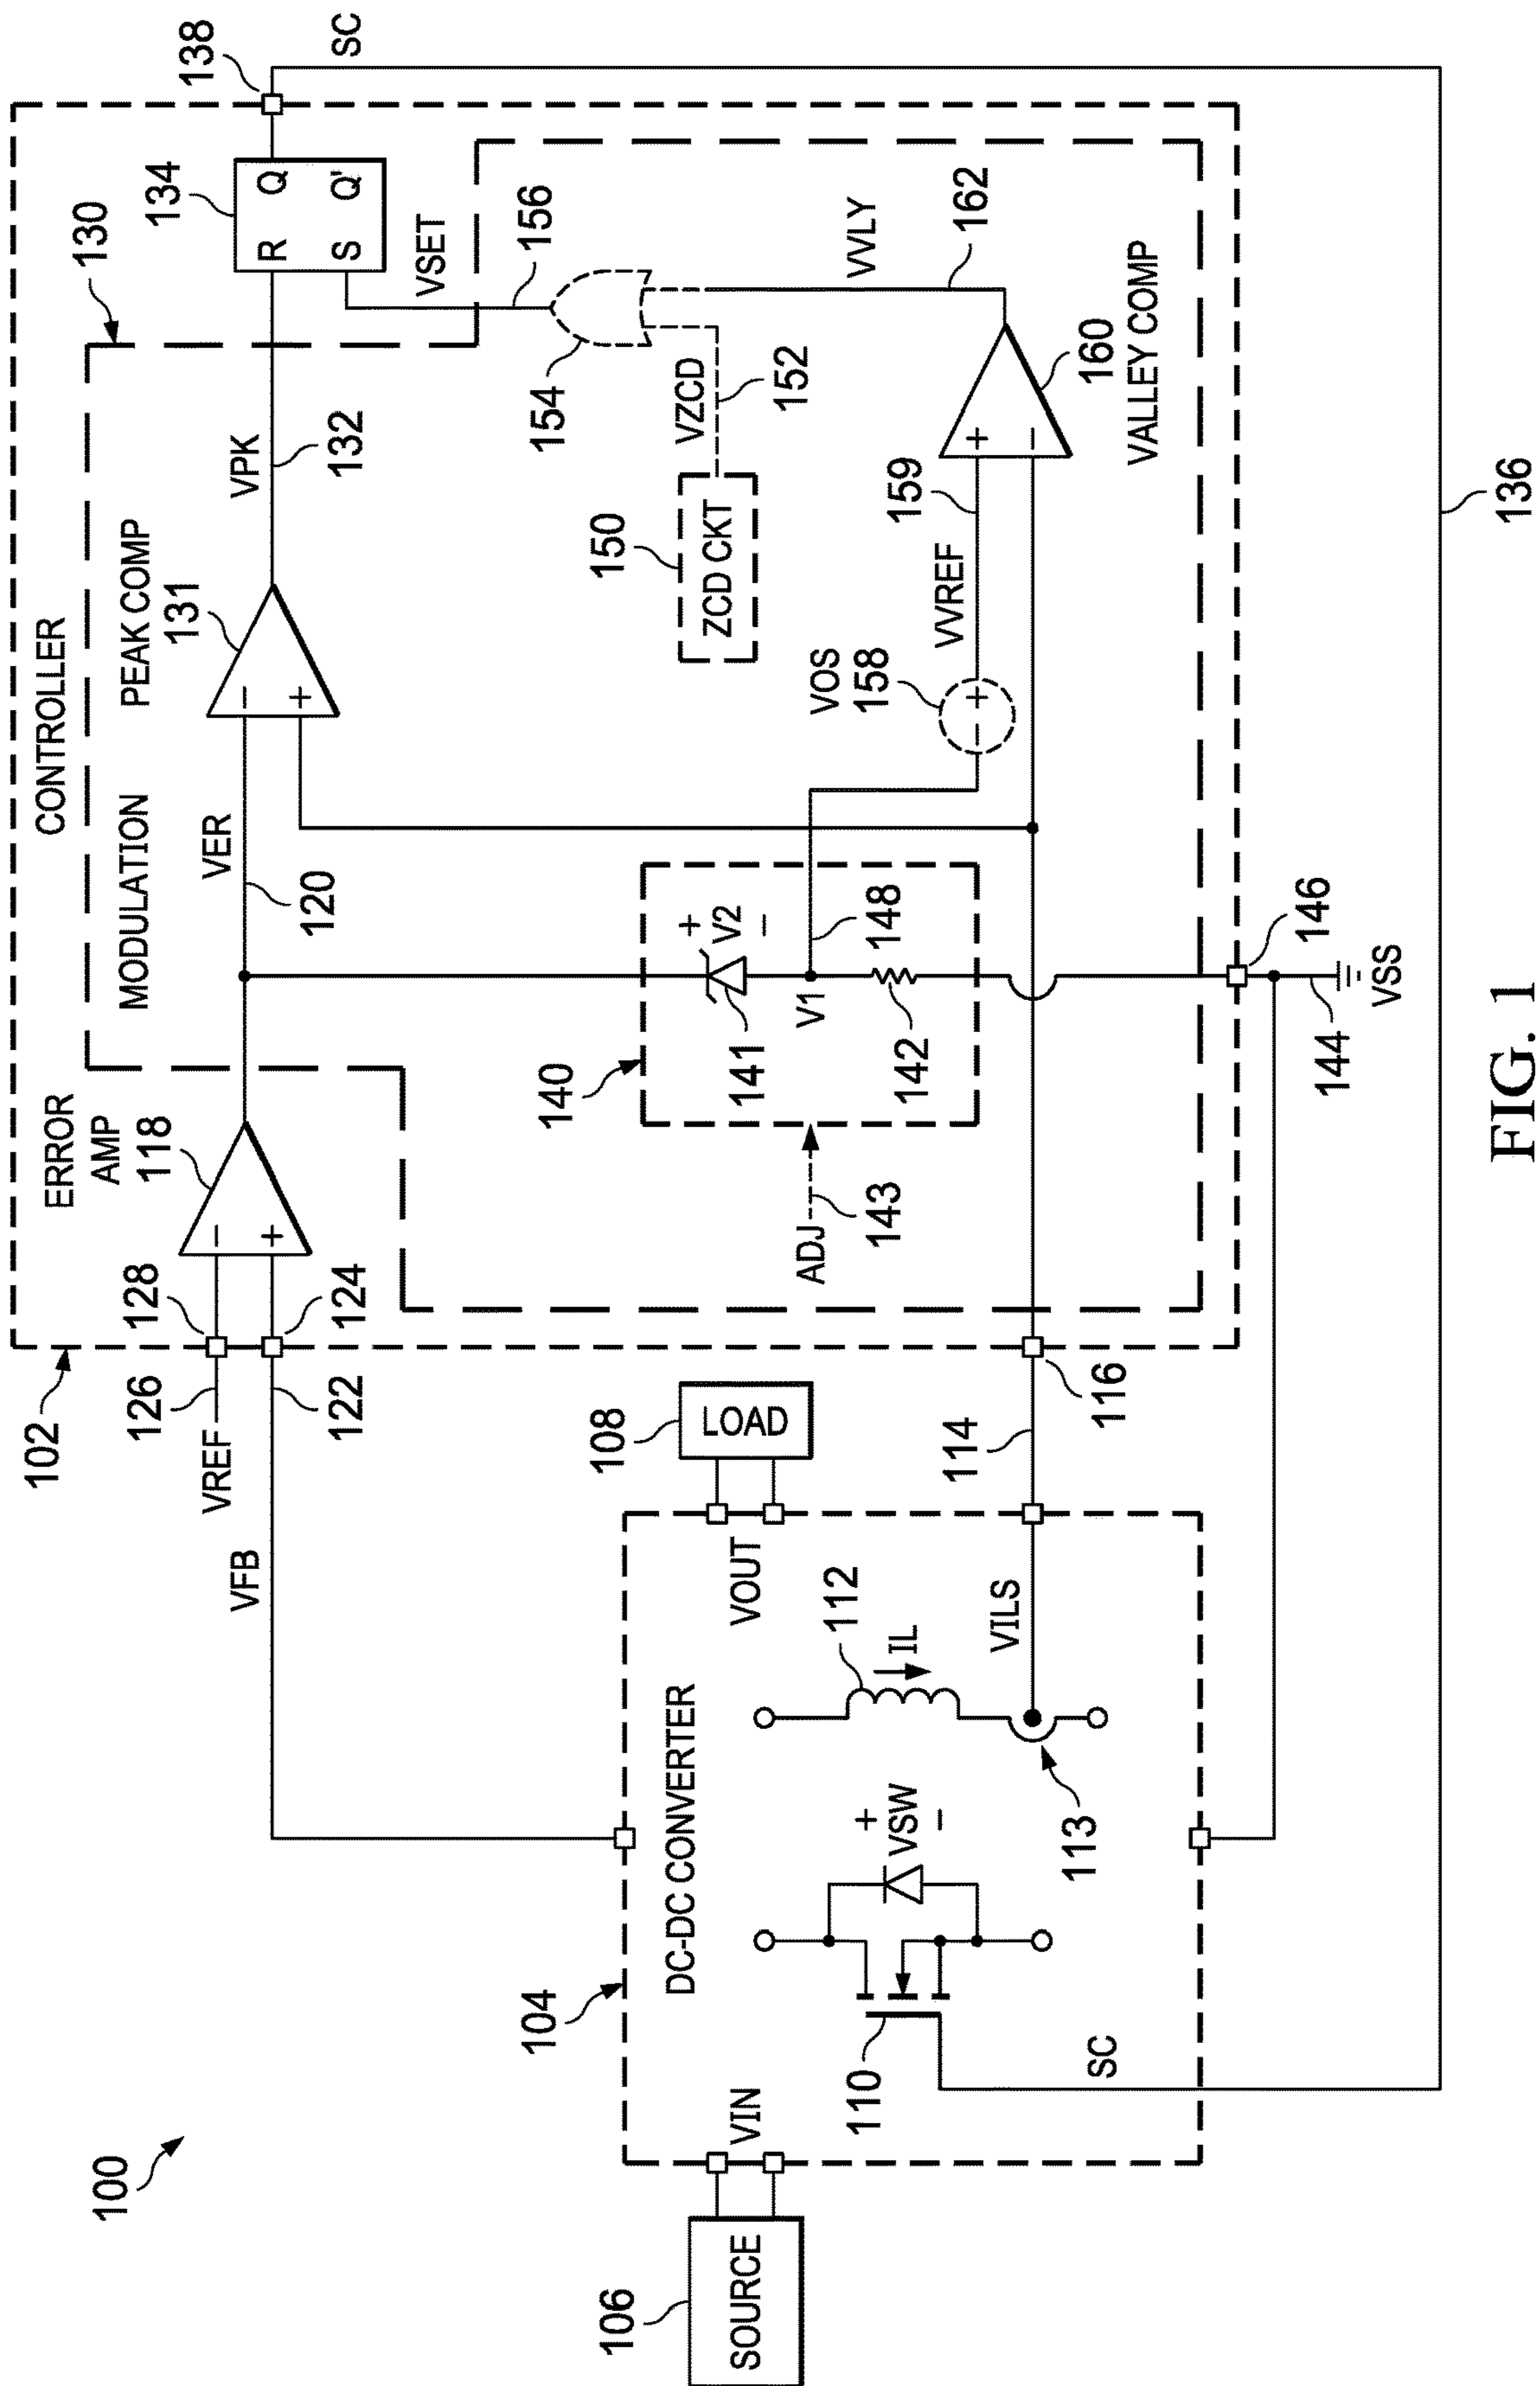 100
102
CONTROLLER
ERROR
AMP
118
MODULATION
PEAK COMP
131
130
134
R
Q
S
Q'
138
SC
VREF
126
128
−
+
VFB
122
124
VER
120
−
+
VPK
132
VSET
156
140
141
+
V2
−
V1
142
148
ADJ
143
150
ZCD CKT
VZCD
152
154
VOS
158
− +
VVREF
159
+
−
160
VALLEY COMP
VVLY
162
106
SOURCE
VIN
104
DC-DC CONVERTER
110
+
VSW
−
SC
112
IL
113
VILS
VOUT
108
LOAD
114
116
146
144
VSS
136
FIG. 1